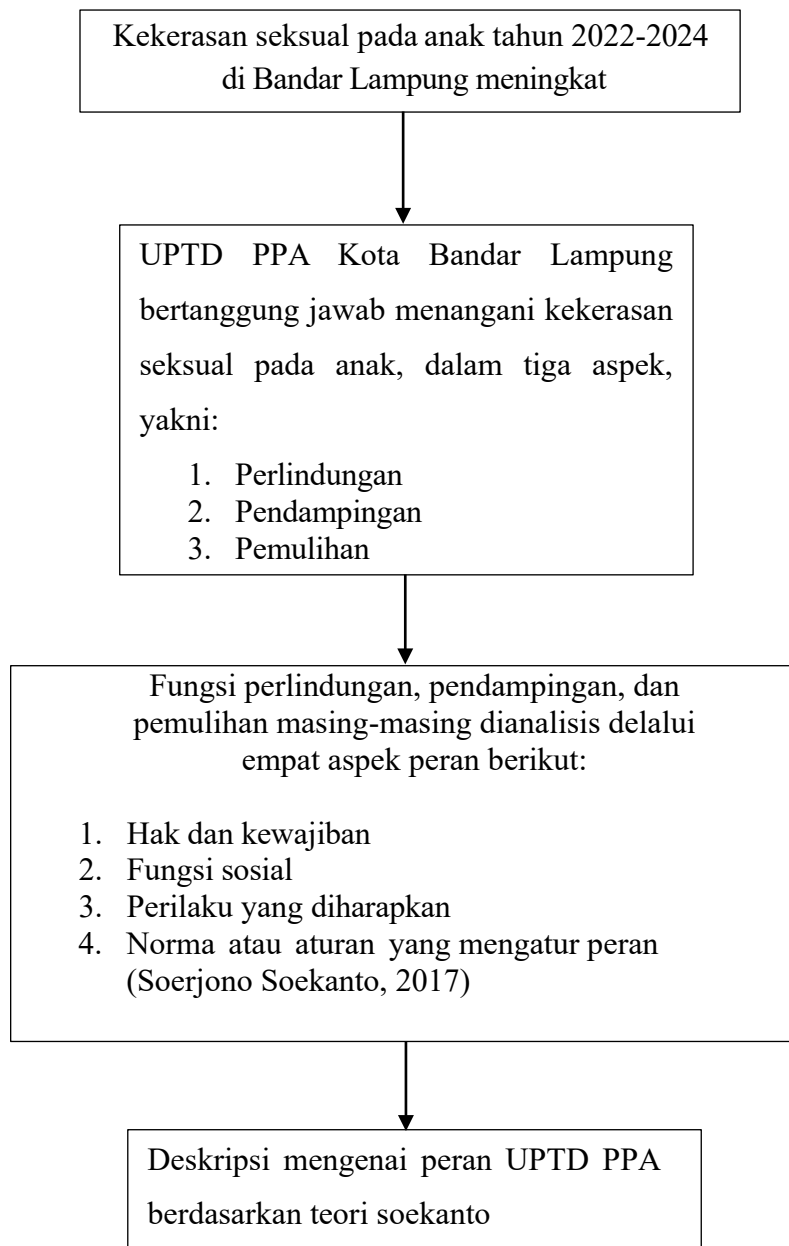 Kekerasan seksual pada anak tahun 2022-2024
di Bandar Lampung meningkat
UPTD PPA Kota Bandar Lampung
bertanggung jawab menangani kekerasan
seksual pada anak, dalam tiga aspek,
yakni:
1. Perlindungan
2. Pendampingan
3. Pemulihan
Fungsi perlindungan, pendampingan, dan
pemulihan masing-masing dianalisis delalui
empat aspek peran berikut:
1. Hak dan kewajiban
2. Fungsi sosial
3. Perilaku yang diharapkan
4. Norma atau aturan yang mengatur peran
(Soerjono Soekanto, 2017)
Deskripsi mengenai peran UPTD PPA
berdasarkan teori soekanto